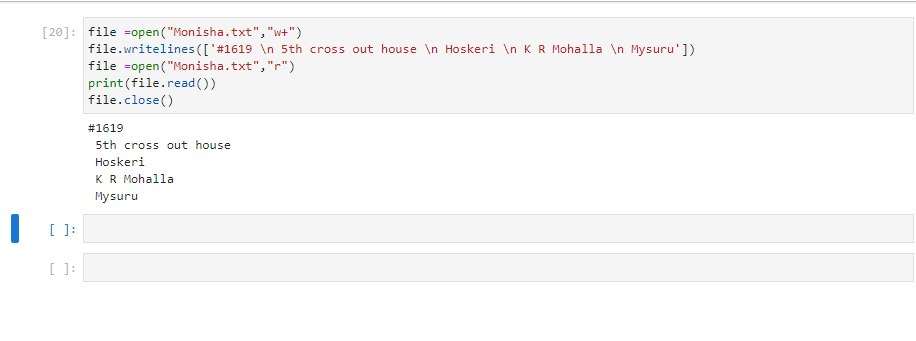 [20]: file =open("Monisha.txt","w+")
file.writelines(['#1619 \n 5th cross out house \n Hoskeri \n K R Mohalla \n Mysuru'])
file =open("Monisha.txt","r")
print(file.read())
file.close()
#1619
5th cross out house
Hoskeri
K R Mohalla
Mysuru
[ ]:
[ ]: